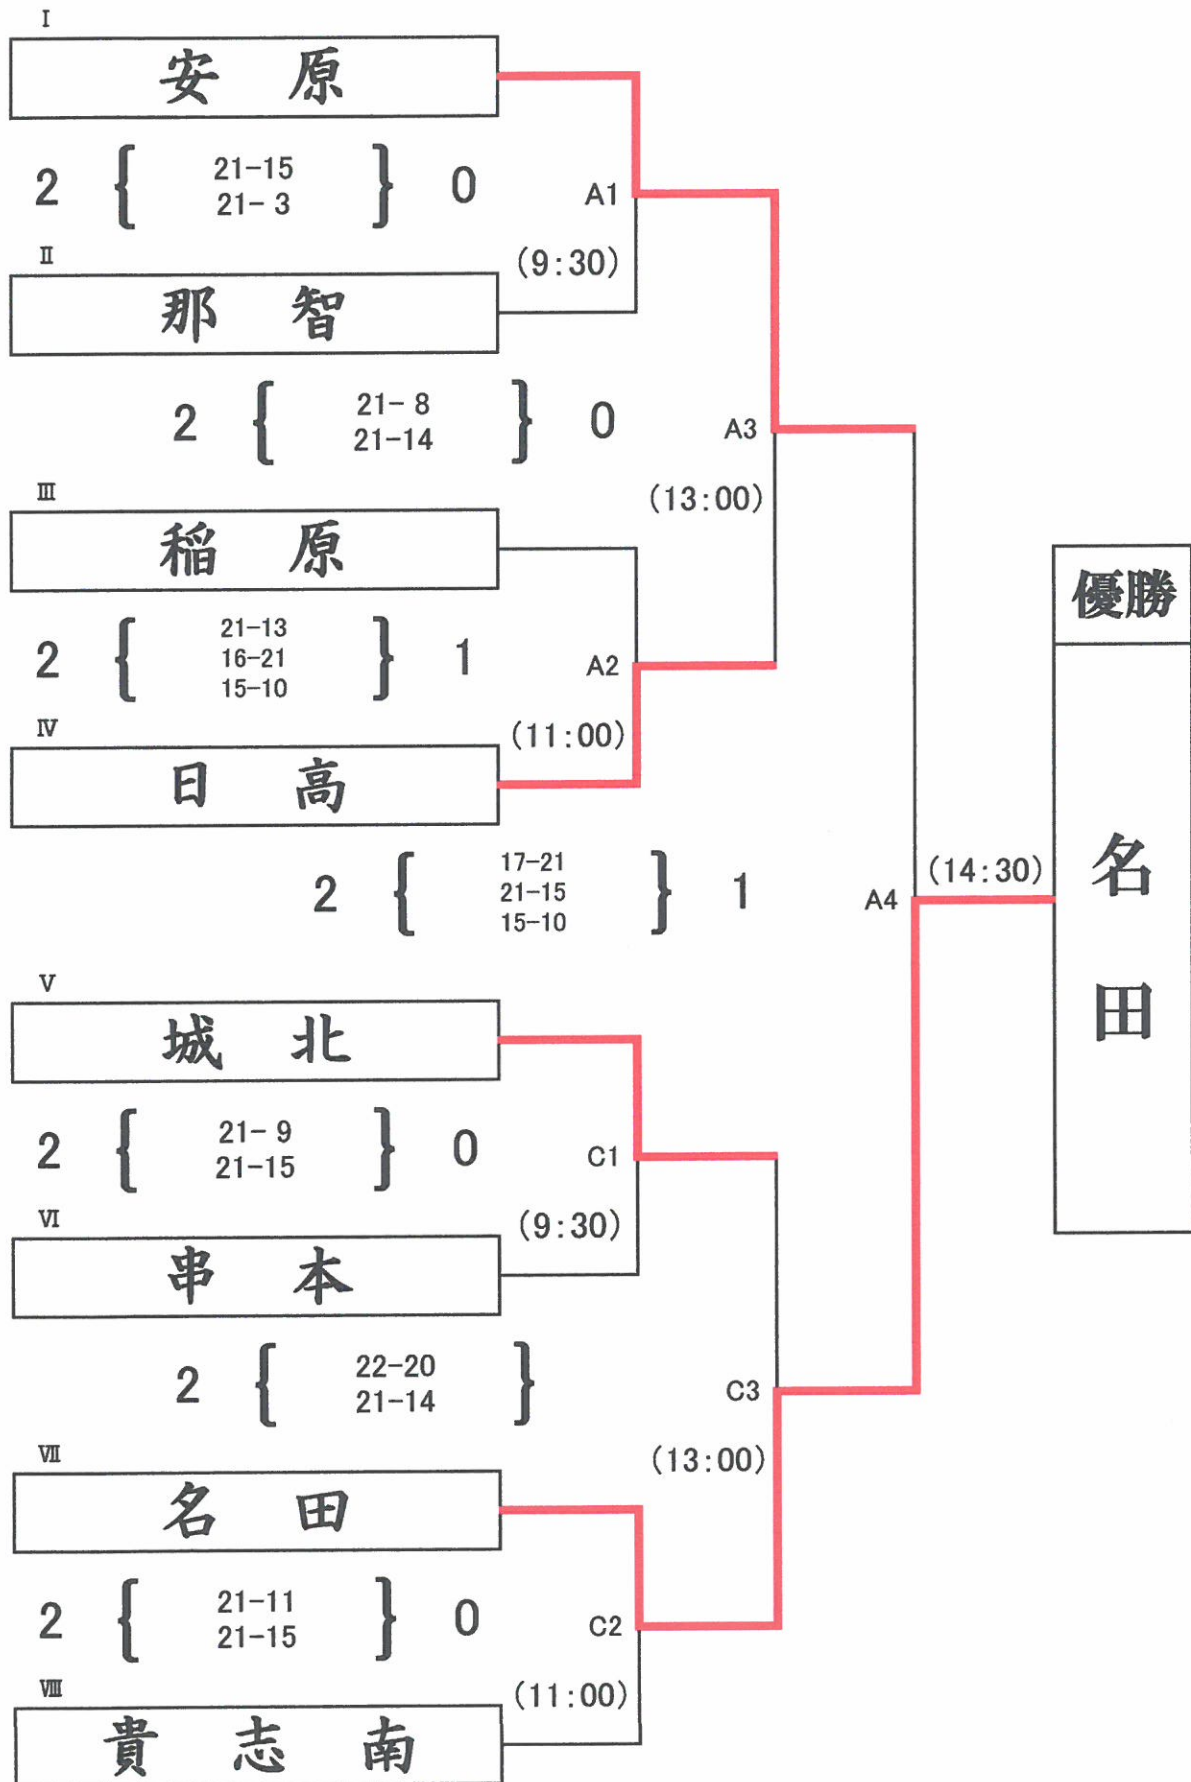 I
安原
2 { 21-15 } 0
21- 3
A1
(9:30)
II
那智
2 { 21- 8 } 0
21-14
A3
(13:00)
III
稲原
2 { 21-13 } 1
16-21
15-10
A2
(11:00)
IV
日高
2 { 17-21 } 1
21-15
15-10
A4
(14:30)
優勝
名田
V
城北
2 { 21- 9 } 0
21-15
C1
(9:30)
VI
串本
2 { 22-20 }
21-14
C3
(13:00)
VII
名田
2 { 21-11 } 0
21-15
C2
(11:00)
VIII
貴志南